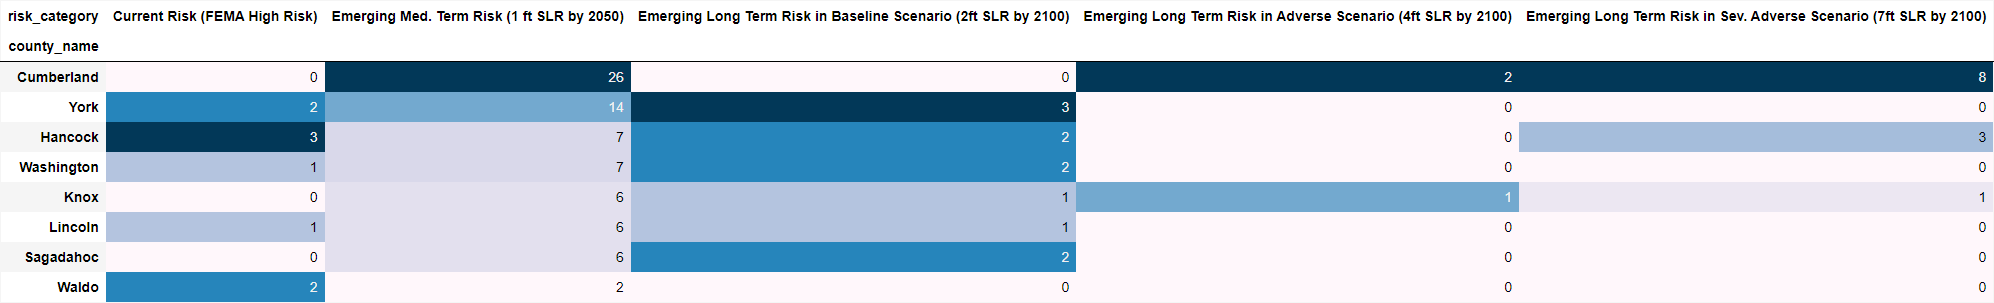 risk_category Current Risk (FEMA High Risk) Emerging Med. Term Risk (1 ft SLR by 2050) Emerging Long Term Risk in Baseline Scenario (2ft SLR by 2100) Emerging Long Term Risk in Adverse Scenario (4ft SLR by 2100) Emerging Long Term Risk in Sev. Adverse Scenario (7ft SLR by 2100)
county_name
Cumberland 0 26 0 2 8
York 2 14 3 0 0
Hancock 3 7 2 0 3
Washington 1 7 2 0 0
Knox 0 6 1 1 1
Lincoln 1 6 1 0 0
Sagadahoc 0 6 2 0 0
Waldo 2 2 0 0 0